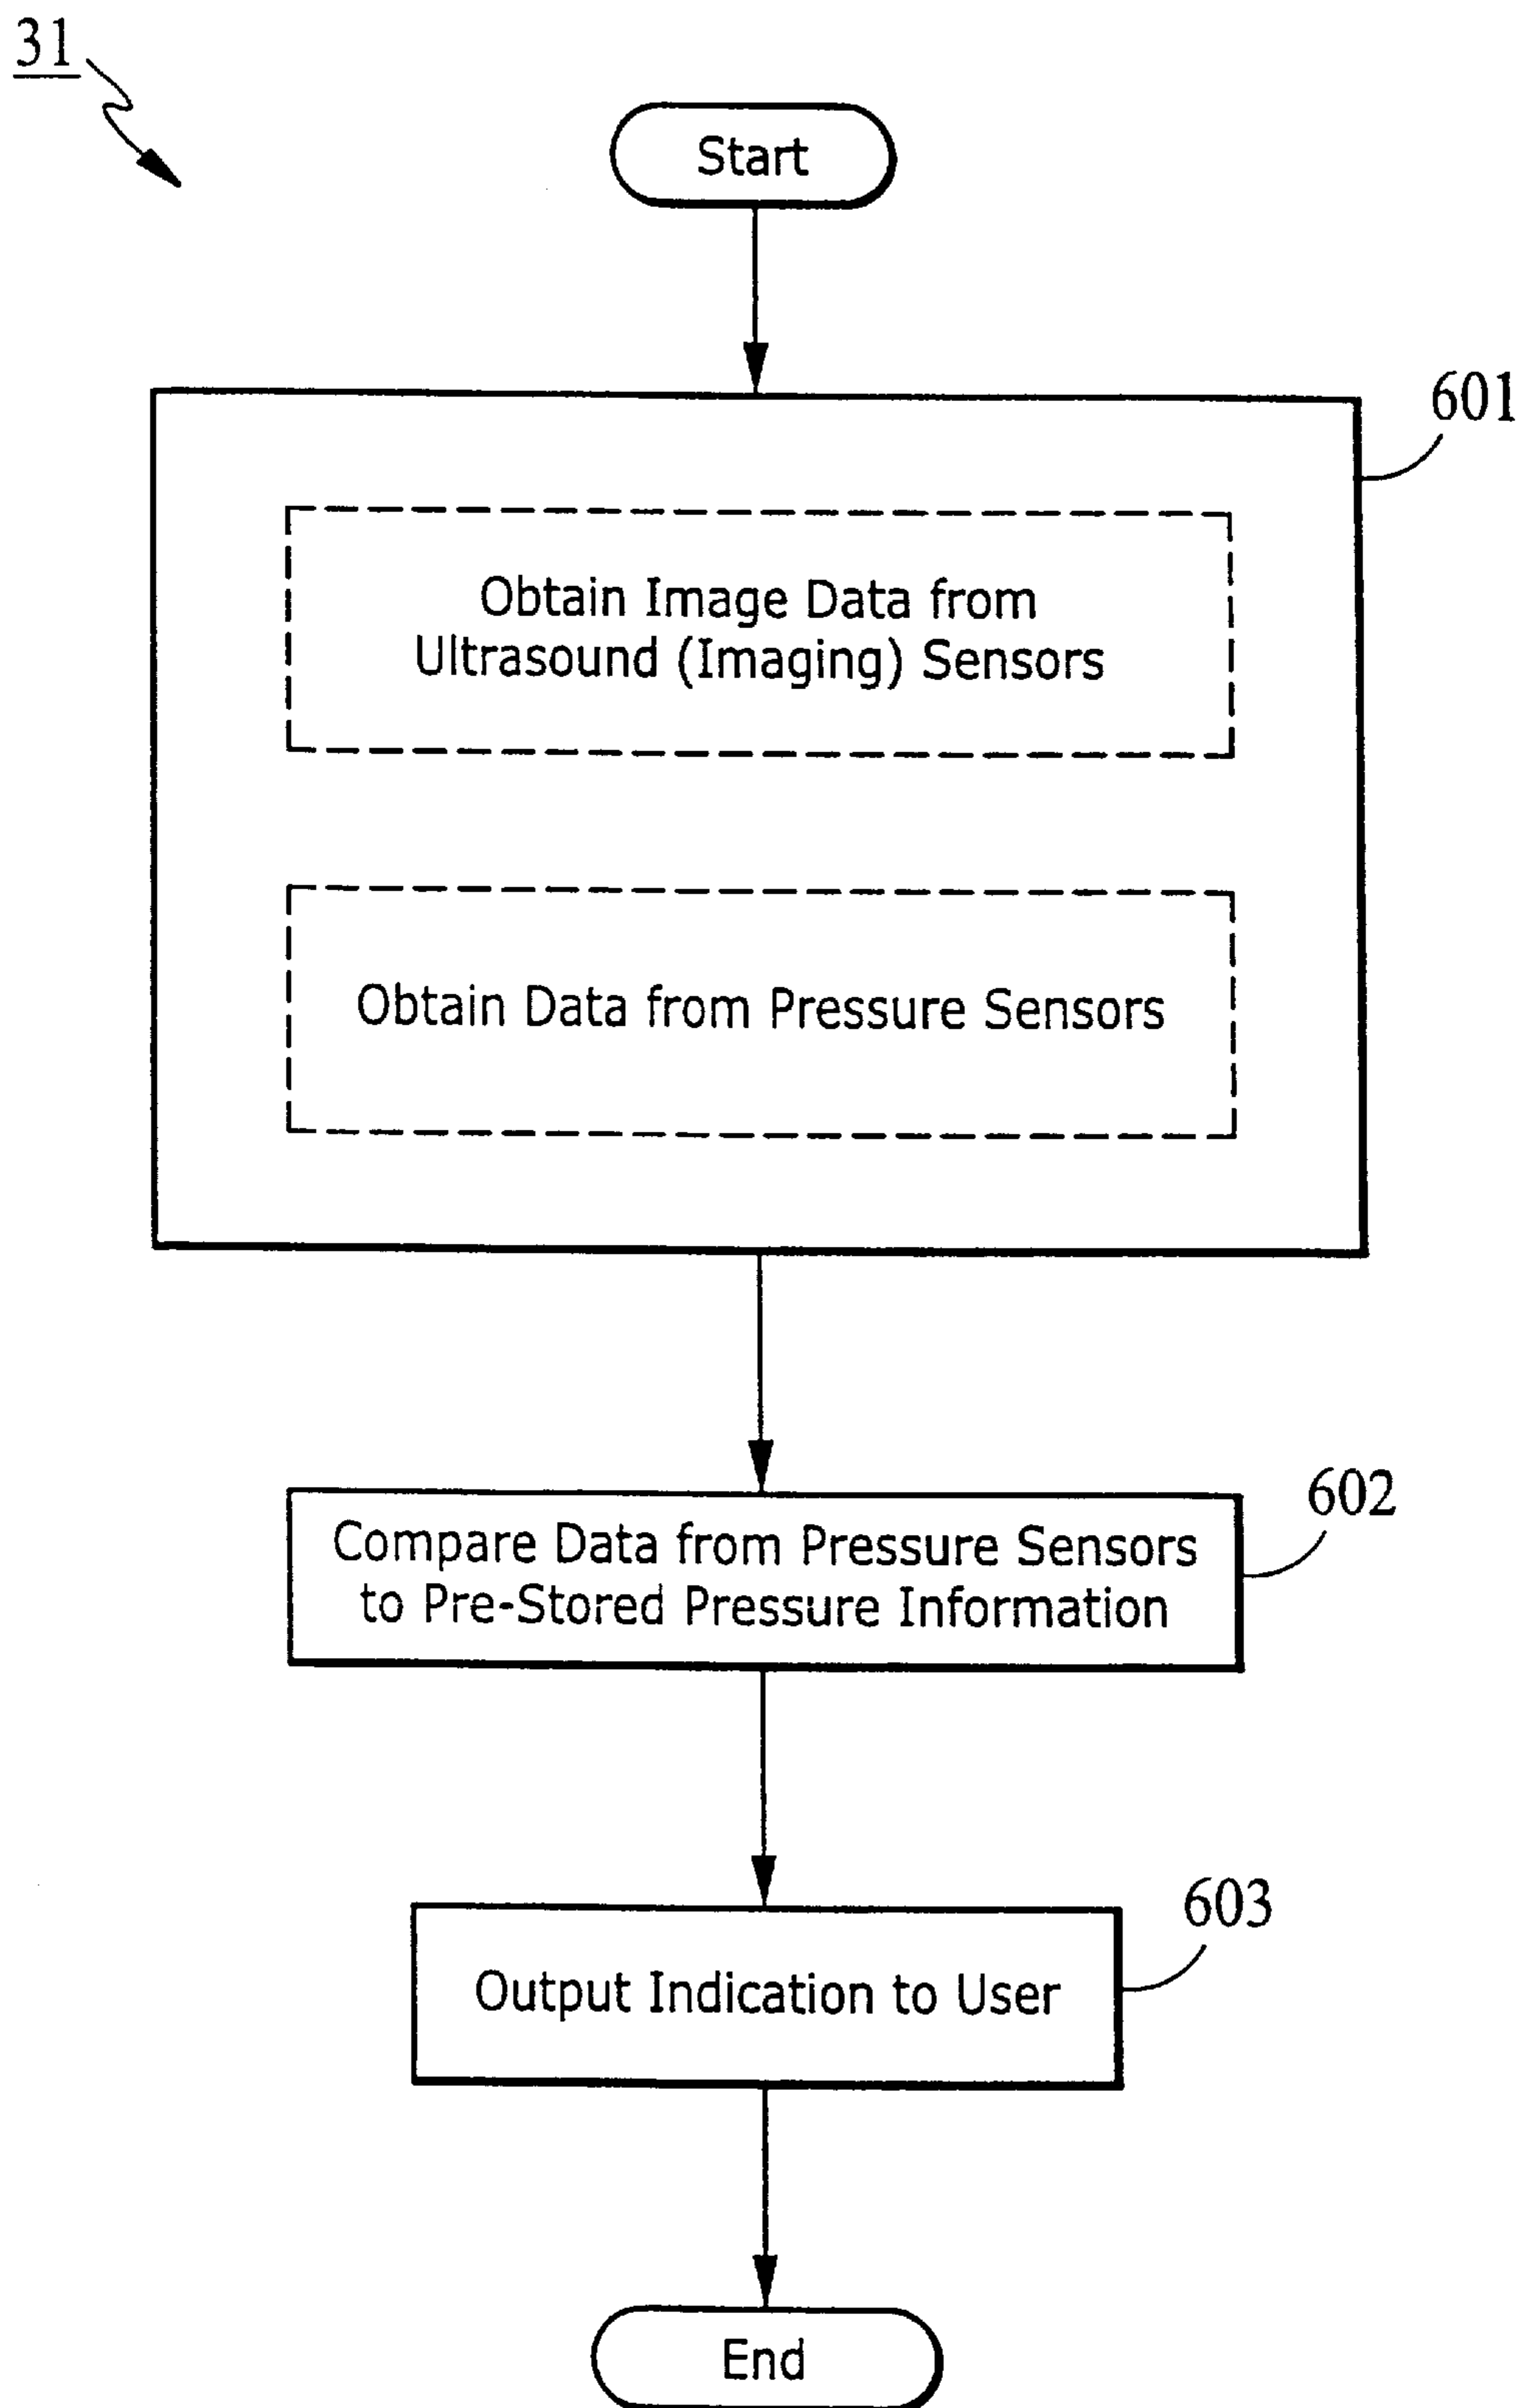 31
Start
601
Obtain Image Data from
Ultrasound (Imaging) Sensors
Obtain Data from Pressure Sensors
602
Compare Data from Pressure Sensors
to Pre-Stored Pressure Information
603
Output Indication to User
End